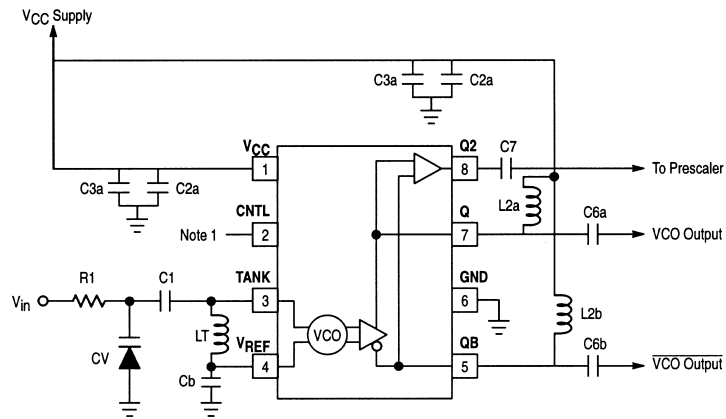 VCC Supply
C3a
C2a
VCC
1
Q2
8
C7
To Prescaler
C3a
C2a
L2a
CNTL
Note 1
2
Q
7
C6a
VCO Output
R1
C1
TANK
3
GND
6
Vin
LT
VCO
L2b
CV
VREF
4
QB
5
C6b
VCO Output
Cb